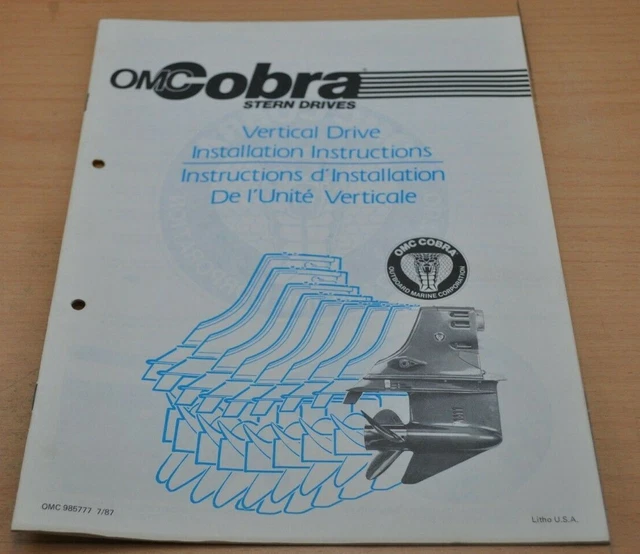 OMC Cobra
STERN DRIVES
Vertical Drive
Installation Instructions
Instructions d'Installation
De l'Unité Verticale
OMC COBRA
OUTBOARD MARINE CORPORATION
OMC 985777 7/87
Litho U.S.A.